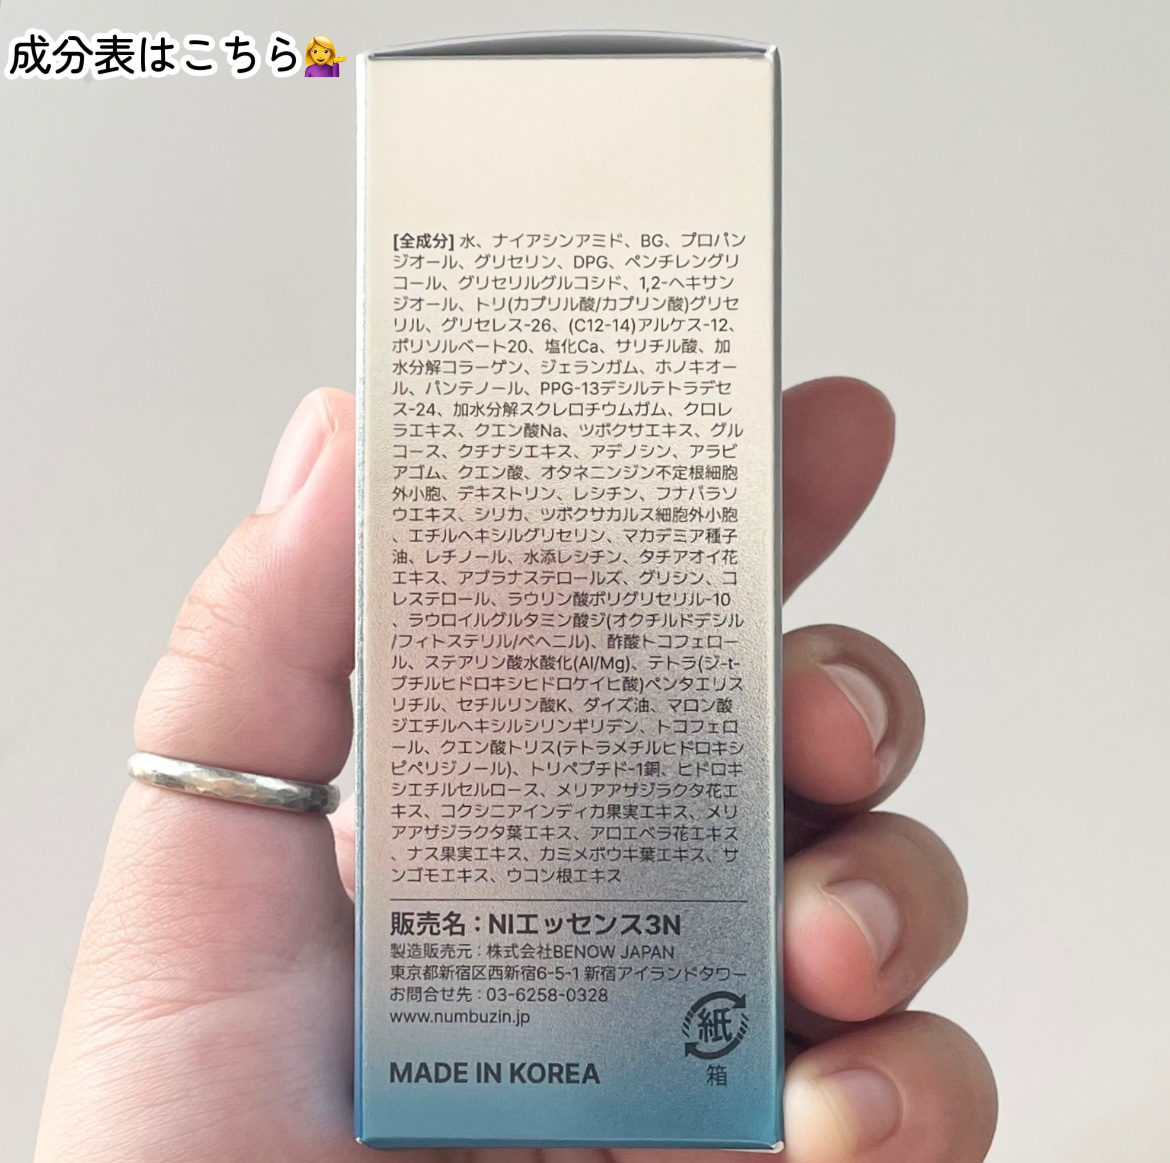 成分表はこちら💁‍♀️
[全成分] 水、ナイアシンアミド、BG、プロパン
ジオール、グリセリン、DPG、ペンチレングリ
コール、グリセリルグルコシド、1,2-ヘキサン
ジオール、トリ(カプリル酸/カプリン酸)グリセ
リル、グリセレス-26、(C12-14)アルケス-12、
ポリソルベート20、塩化Ca、サリチル酸、加
水分解コラーゲン、ジェランガム、ホノキオー
ル、パンテノール、PPG-13デシルテトラデセ
ス-24、加水分解スクレロチウムガム、クロレ
ラエキス、クエン酸Na、ツボクサエキス、グル
コース、クチナシエキス、アデノシン、アラビ
アゴム、クエン酸、オタネニンジン不定根細胞
外小胞、デキストリン、レシチン、フナバラソ
ウエキス、シリカ、ツボクサカルス細胞外小胞
、エチルヘキシルグリセリン、マカデミア種子
油、レチノール、水添レシチン、タチアオイ花
エキス、アブラナステロールズ、グリシン、コ
レステロール、ラウリン酸ポリグリセリル-10
、ラウロイルグルタミン酸ジ(オクチルドデシル
/フィトステリル/ベヘニル)、酢酸トコフェロー
ル、ステアリン酸水酸化(Al/Mg)、テトラ(ジ-t-
ブチルヒドロキシヒドロケイヒ酸)ペンタエリス
リチル、セチルリン酸K、ダイズ油、マロン酸
ジエチルヘキシルシリンギリデン、トコフェロ
ール、クエン酸トリス(テトラメチルヒドロキシ
ピペリジノール)、トリペプチド-1銅、ヒドロキ
シエチルセルロース、メリアアザジラクタ花エ
キス、コクシニアインディカ果実エキス、メリ
アアザジラクタ葉エキス、アロエベラ花エキス
、ナス果実エキス、カミメボウキ葉エキス、サ
ンゴモエキス、ウコン根エキス
販売名：NIエッセンス3N
製造販売元：株式会社BENOW JAPAN
東京都新宿区西新宿6-5-1 新宿アイランドタワー
お問合せ先：03-6258-0328
www.numbuzin.jp
紙
箱
MADE IN KOREA